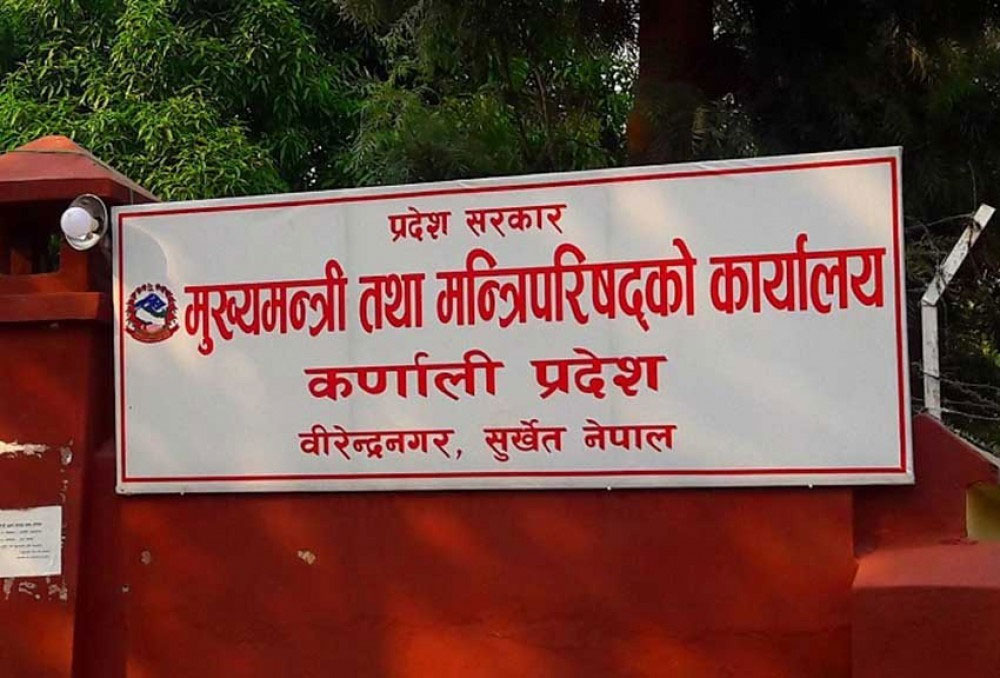 प्रदेश सरकार
मुख्यमन्त्री तथा मन्त्रिपरिषद्को कार्यालय
कर्णाली प्रदेश
वीरेन्द्रनगर, सुर्खेत नेपाल